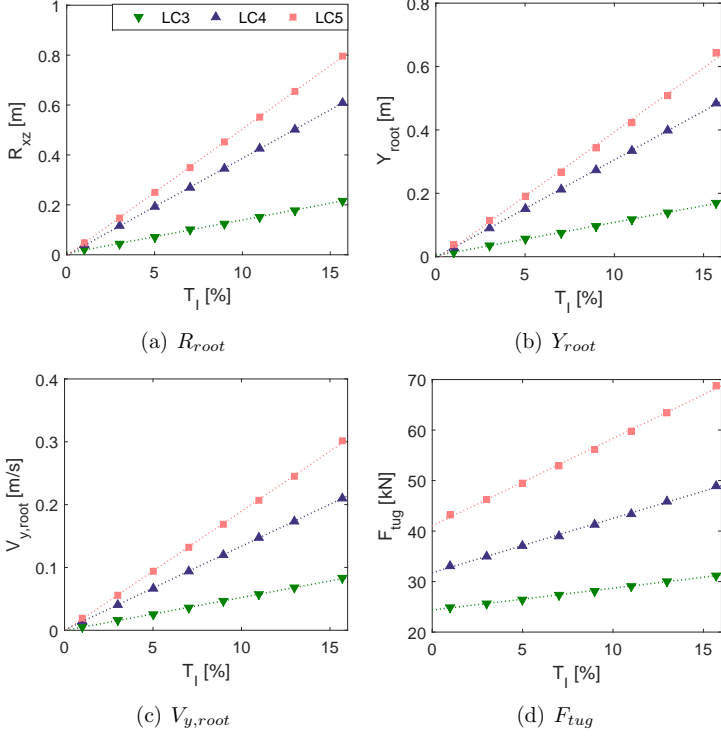 LC3 LC4 LC5
1
0.8
0.6
0.4
0.2
0
0 5 10 15
R_xz [m]
T_I [%]
(a) R_root
0.8
0.6
0.4
0.2
0
0 5 10 15
Y_root [m]
T_I [%]
(b) Y_root
0.4
0.3
0.2
0.1
0
0 5 10 15
V_y,root [m/s]
T_I [%]
(c) V_y,root
70
60
50
40
30
20
0 5 10 15
F_tug [kN]
T_I [%]
(d) F_tug